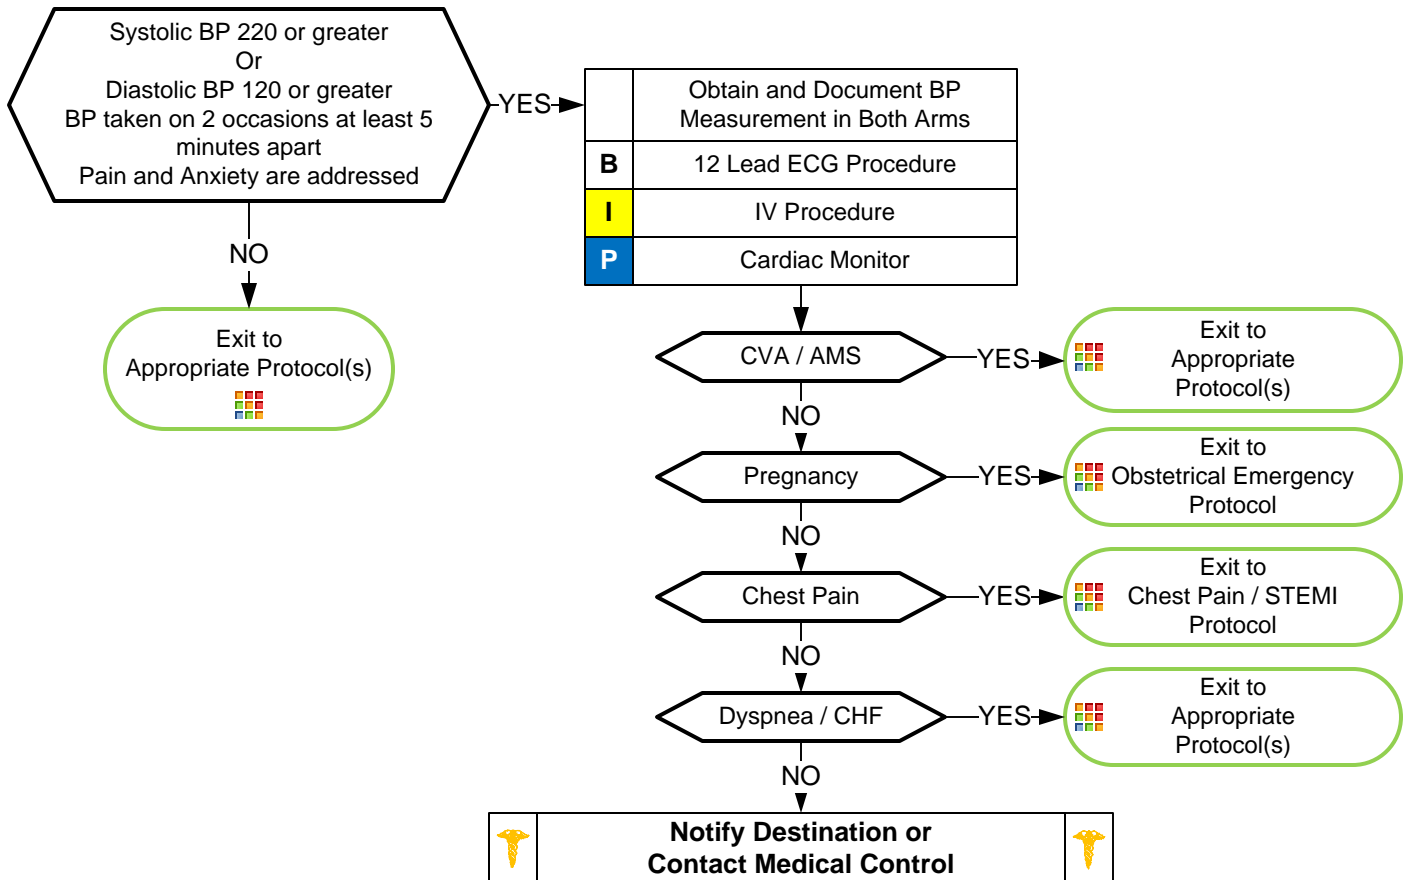 Systolic BP 220 or greater
Or
Diastolic BP 120 or greater
BP taken on 2 occasions at least 5
minutes apart
Pain and Anxiety are addressed
YES
NO
Exit to
Appropriate Protocol(s)
Obtain and Document BP
Measurement in Both Arms
B 12 Lead ECG Procedure
I IV Procedure
P Cardiac Monitor
CVA / AMS
YES
Exit to
Appropriate
Protocol(s)
NO
Pregnancy
YES
Exit to
Obstetrical Emergency
Protocol
NO
Chest Pain
YES
Exit to
Chest Pain / STEMI
Protocol
NO
Dyspnea / CHF
YES
Exit to
Appropriate
Protocol(s)
NO
Notify Destination or
Contact Medical Control